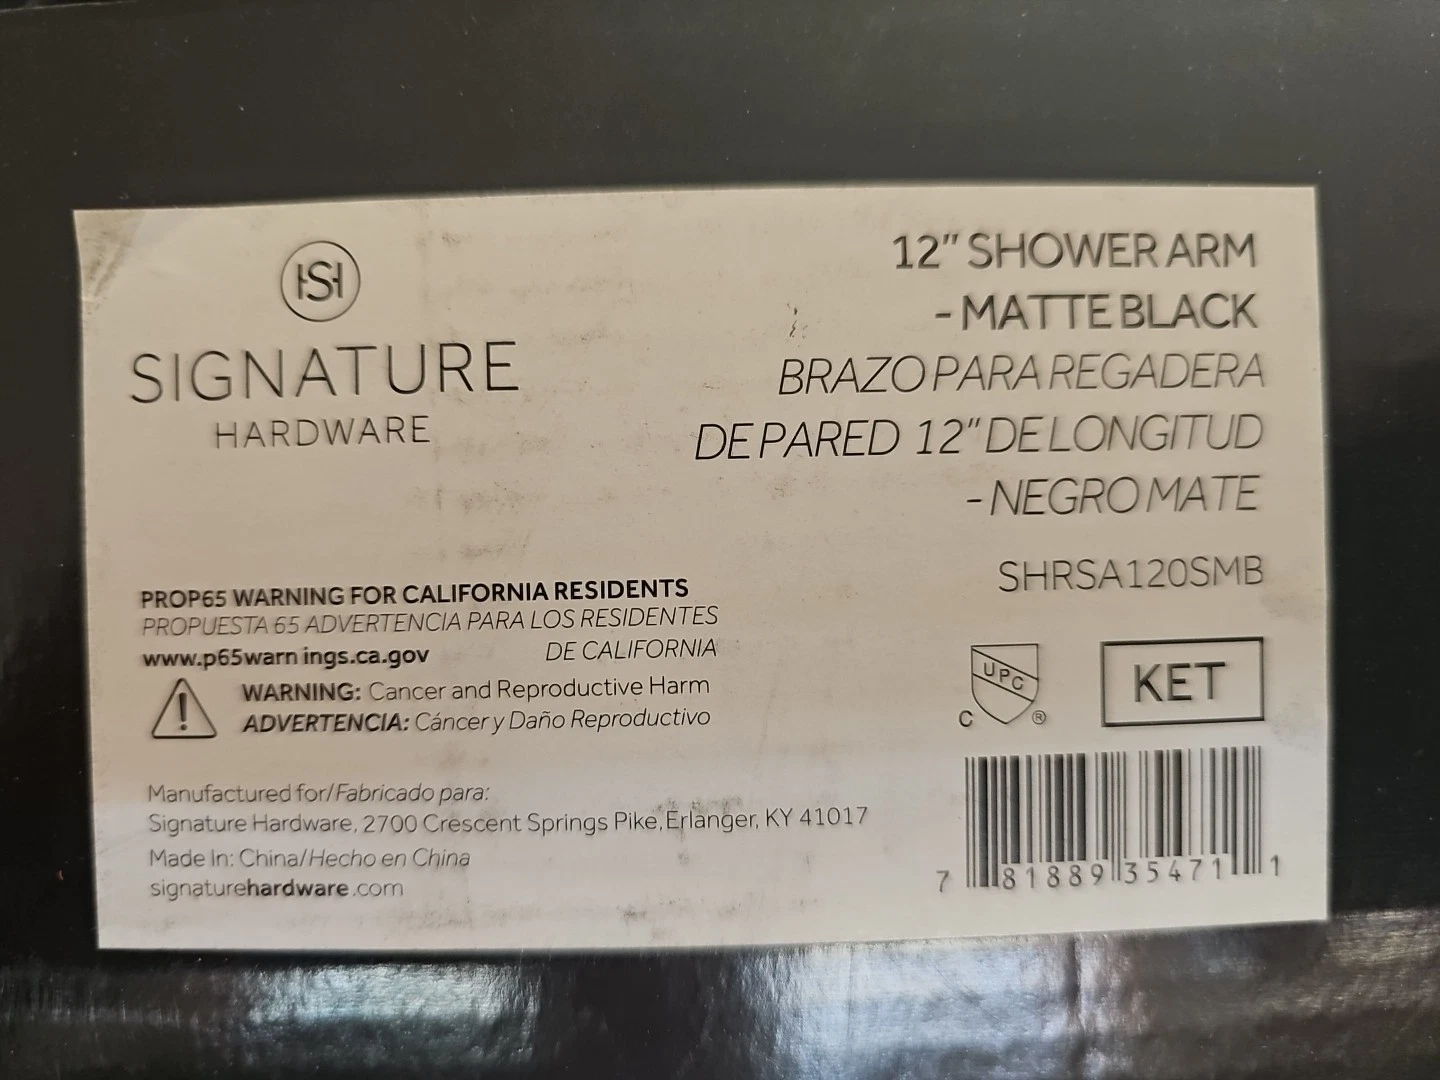 SH
SIGNATURE
HARDWARE
12" SHOWER ARM
- MATTE BLACK
BRAZO PARA REGADERA
DE PARED 12" DE LONGITUD
- NEGRO MATE
SHRSA120SMB
PROP65 WARNING FOR CALIFORNIA RESIDENTS
PROPUESTA 65 ADVERTENCIA PARA LOS RESIDENTES
DE CALIFORNIA
www.p65warnings.ca.gov
! WARNING: Cancer and Reproductive Harm
ADVERTENCIA: Cáncer y Daño Reproductivo
UPC
C ®
KET
Manufactured for/Fabricado para:
Signature Hardware, 2700 Crescent Springs Pike, Erlanger, KY 41017
Made In: China/Hecho en China
signaturehardware.com
7 81889 35471 1